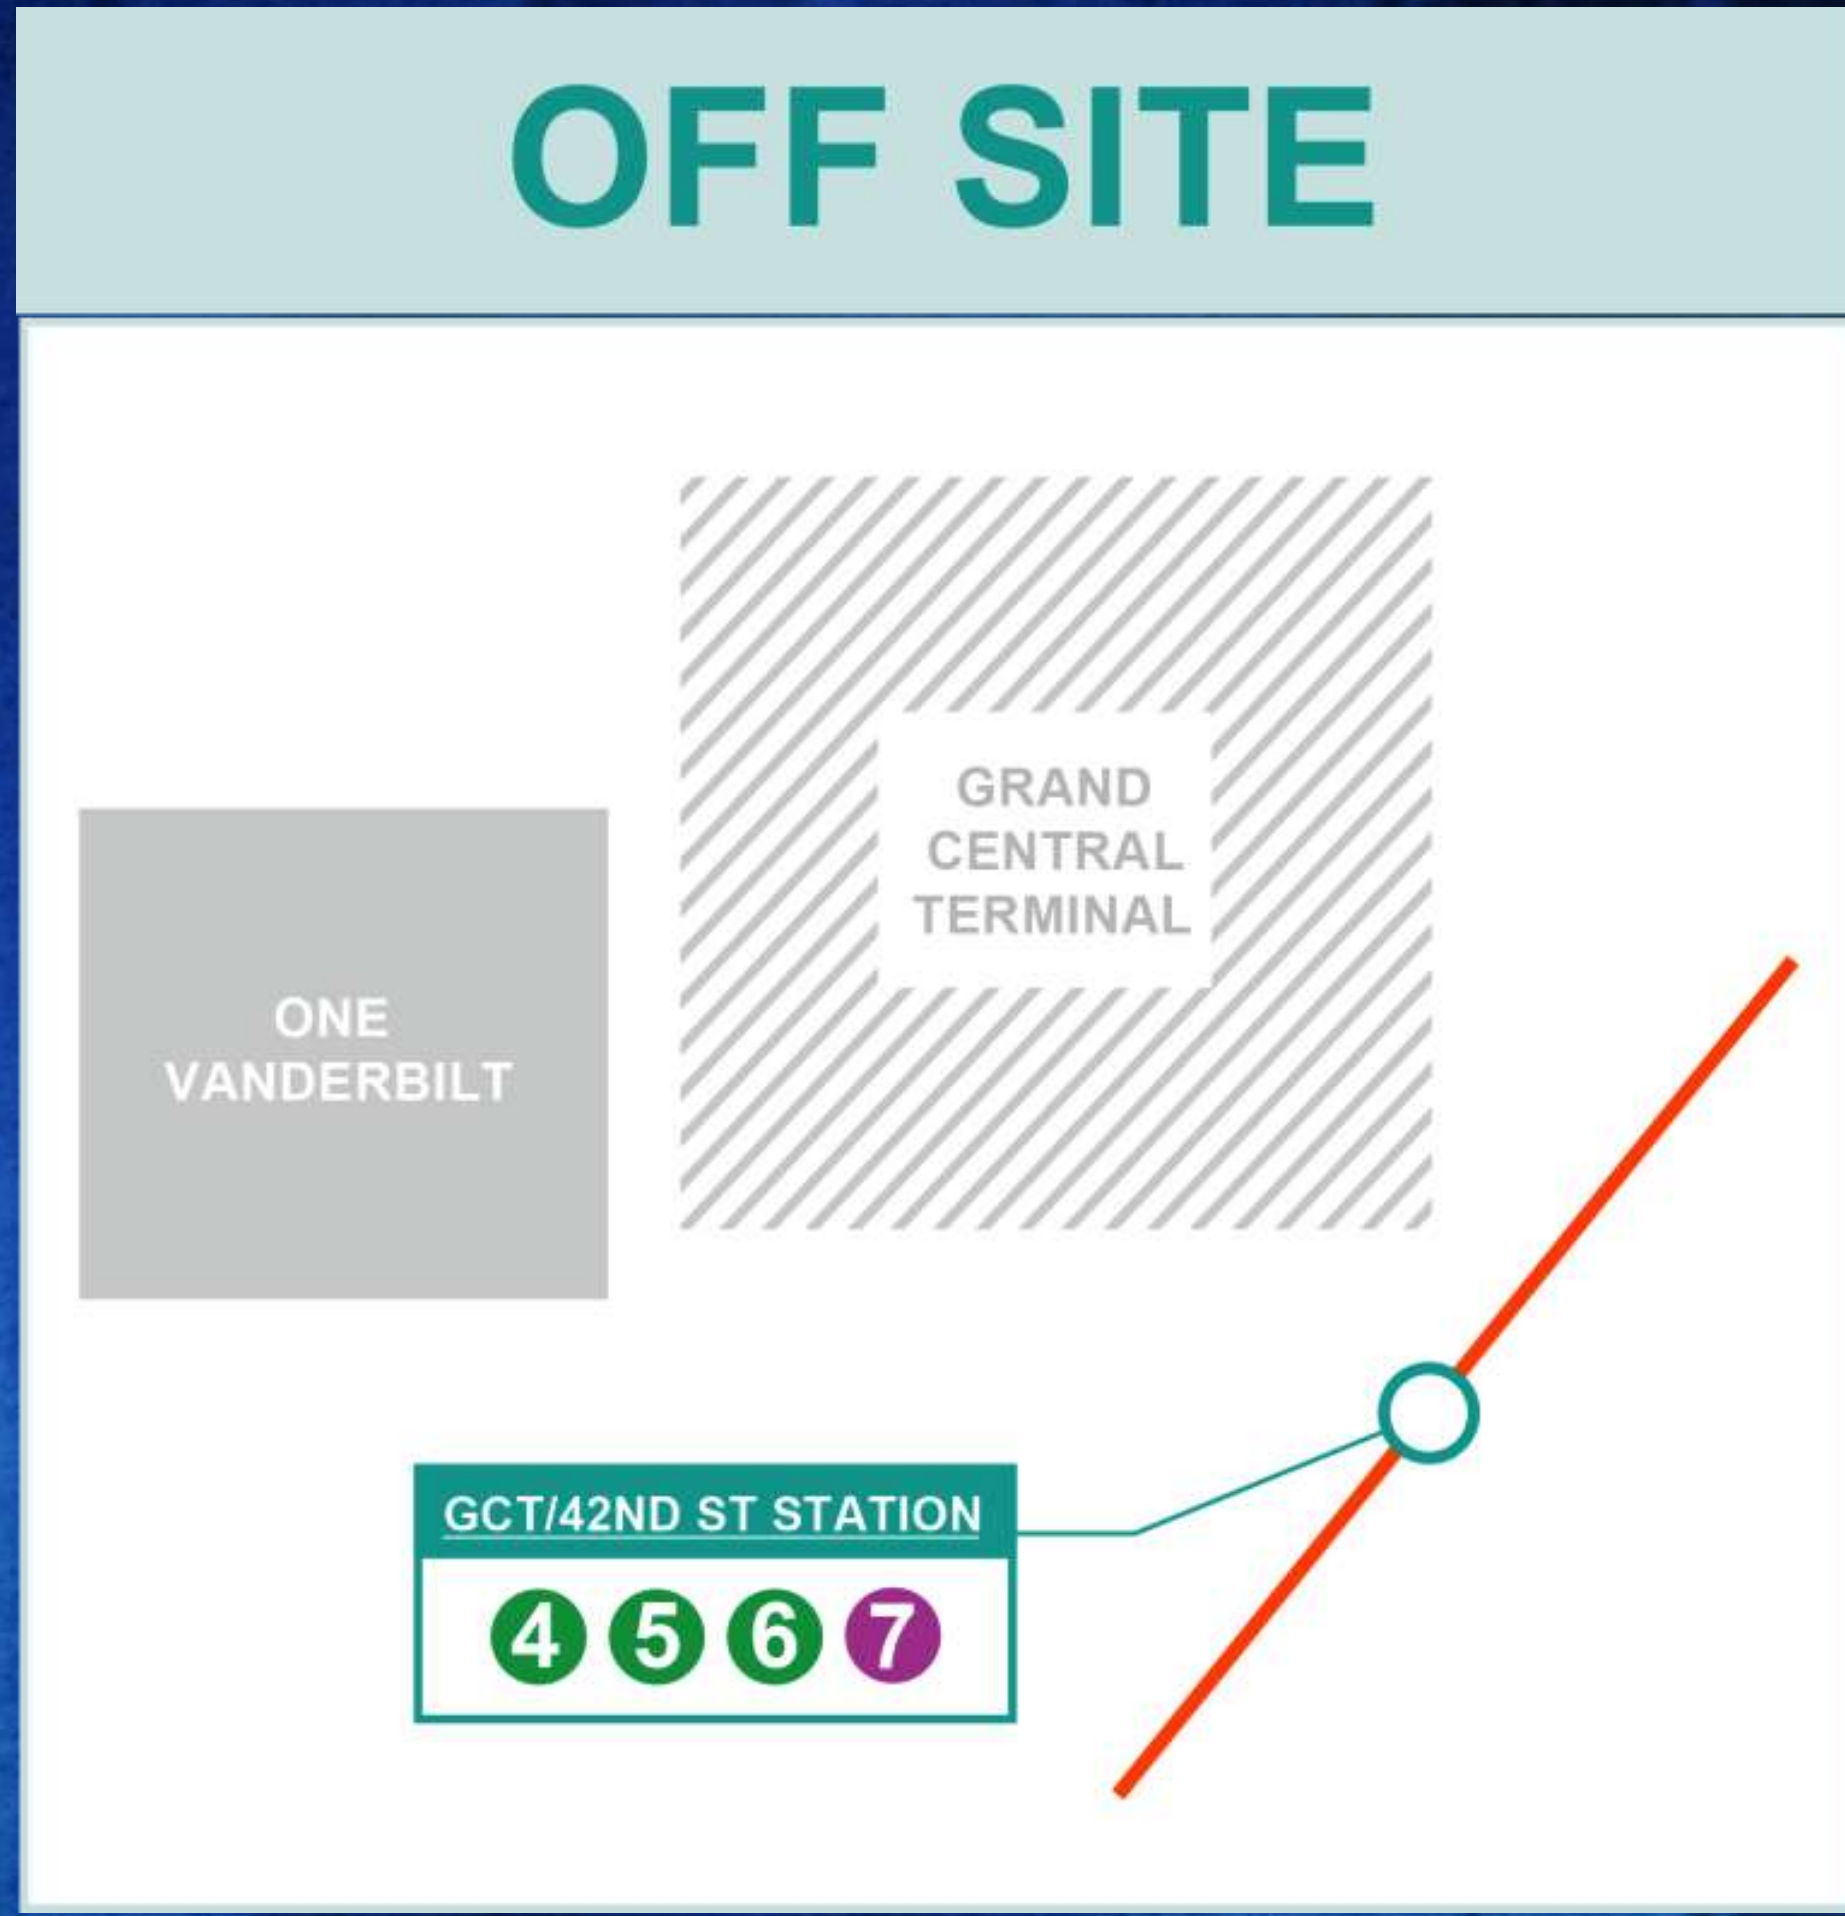 OFF SITE
GRAND
CENTRAL
TERMINAL
ONE
VANDERBILT
GCT/42ND ST STATION
4 5 6 7